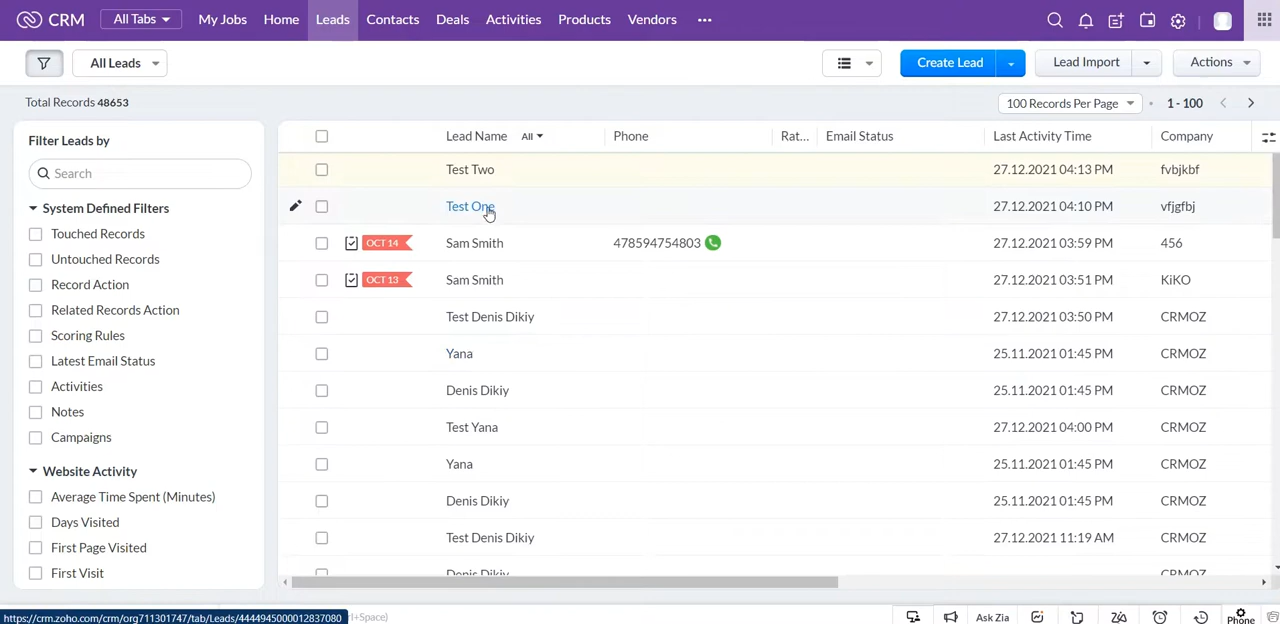 CRM All Tabs My Jobs Home Leads Contacts Deals Activities Products Vendors ...
All Leads Create Lead Lead Import Actions
Total Records 48653 100 Records Per Page 1 - 100
Filter Leads by
Search
System Defined Filters
Touched Records
Untouched Records
Record Action
Related Records Action
Scoring Rules
Latest Email Status
Activities
Notes
Campaigns
Website Activity
Average Time Spent (Minutes)
Days Visited
First Page Visited
First Visit
Lead Name All Phone Rat... Email Status Last Activity Time Company
Test Two 27.12.2021 04:13 PM fvbjkbf
Test One 27.12.2021 04:10 PM vfjgfbj
OCT 14 Sam Smith 478594754803 27.12.2021 03:59 PM 456
OCT 13 Sam Smith 27.12.2021 03:51 PM KiKO
Test Denis Dikiy 27.12.2021 03:50 PM CRMOZ
Yana 25.11.2021 01:45 PM CRMOZ
Denis Dikiy 25.11.2021 01:45 PM CRMOZ
Test Yana 27.12.2021 04:00 PM CRMOZ
Yana 25.11.2021 01:45 PM CRMOZ
Denis Dikiy 25.11.2021 01:45 PM CRMOZ
Test Denis Dikiy 27.12.2021 11:19 AM CRMOZ
Denis Dikiy 25.11.2021 01:45 PM CRMOZ
https://crm.zoho.com/crm/org711301747/tab/Leads/4444945000012837080 l+Space) Ask Zia Phone